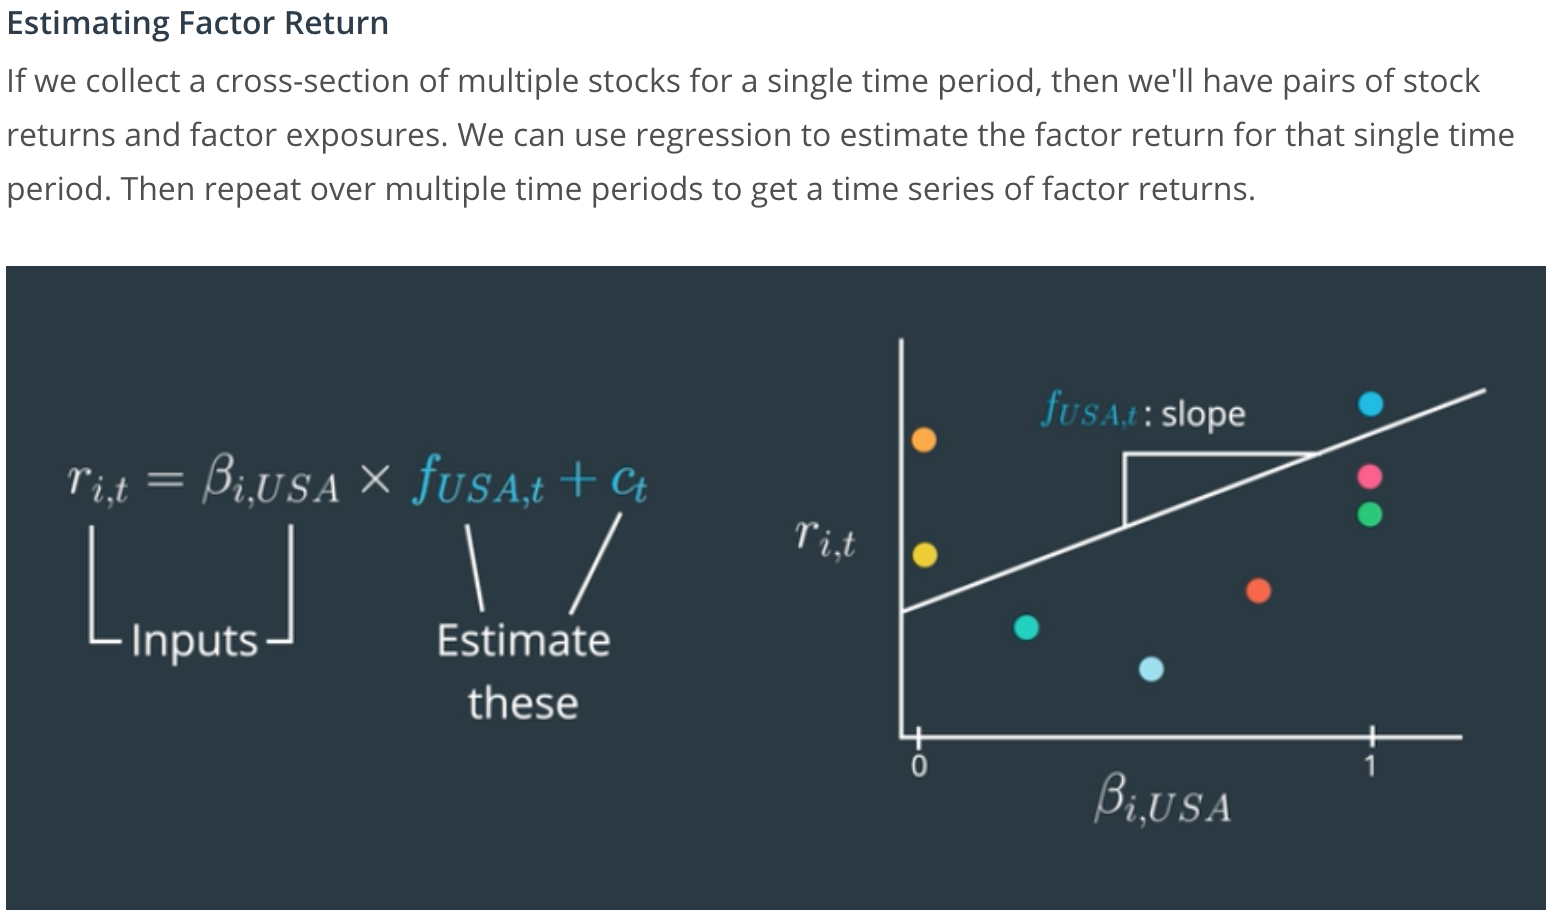 Estimating Factor Return
If we collect a cross-section of multiple stocks for a single time period, then we'll have pairs of stock
returns and factor exposures. We can use regression to estimate the factor return for that single time
period. Then repeat over multiple time periods to get a time series of factor returns.
r_{i,t} = β_{i,USA} × f_{USA,t} + c_t
Inputs
Estimate
these
f_{USA,t} : slope
r_{i,t}
0
1
β_{i,USA}